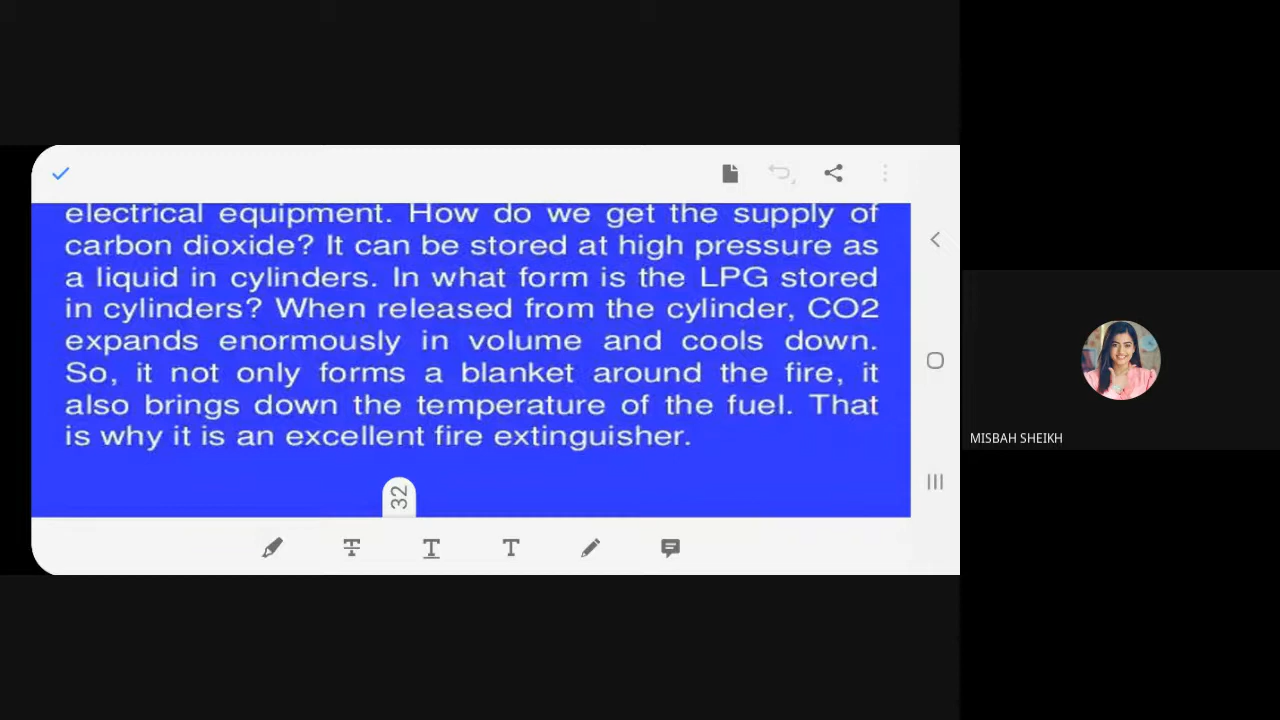 electrical equipment. How do we get the supply of
carbon dioxide? It can be stored at high pressure as
a liquid in cylinders. In what form is the LPG stored
in cylinders? When released from the cylinder, CO2
expands enormously in volume and cools down.
So, it not only forms a blanket around the fire, it
also brings down the temperature of the fuel. That
is why it is an excellent fire extinguisher.
32
MISBAH SHEIKH